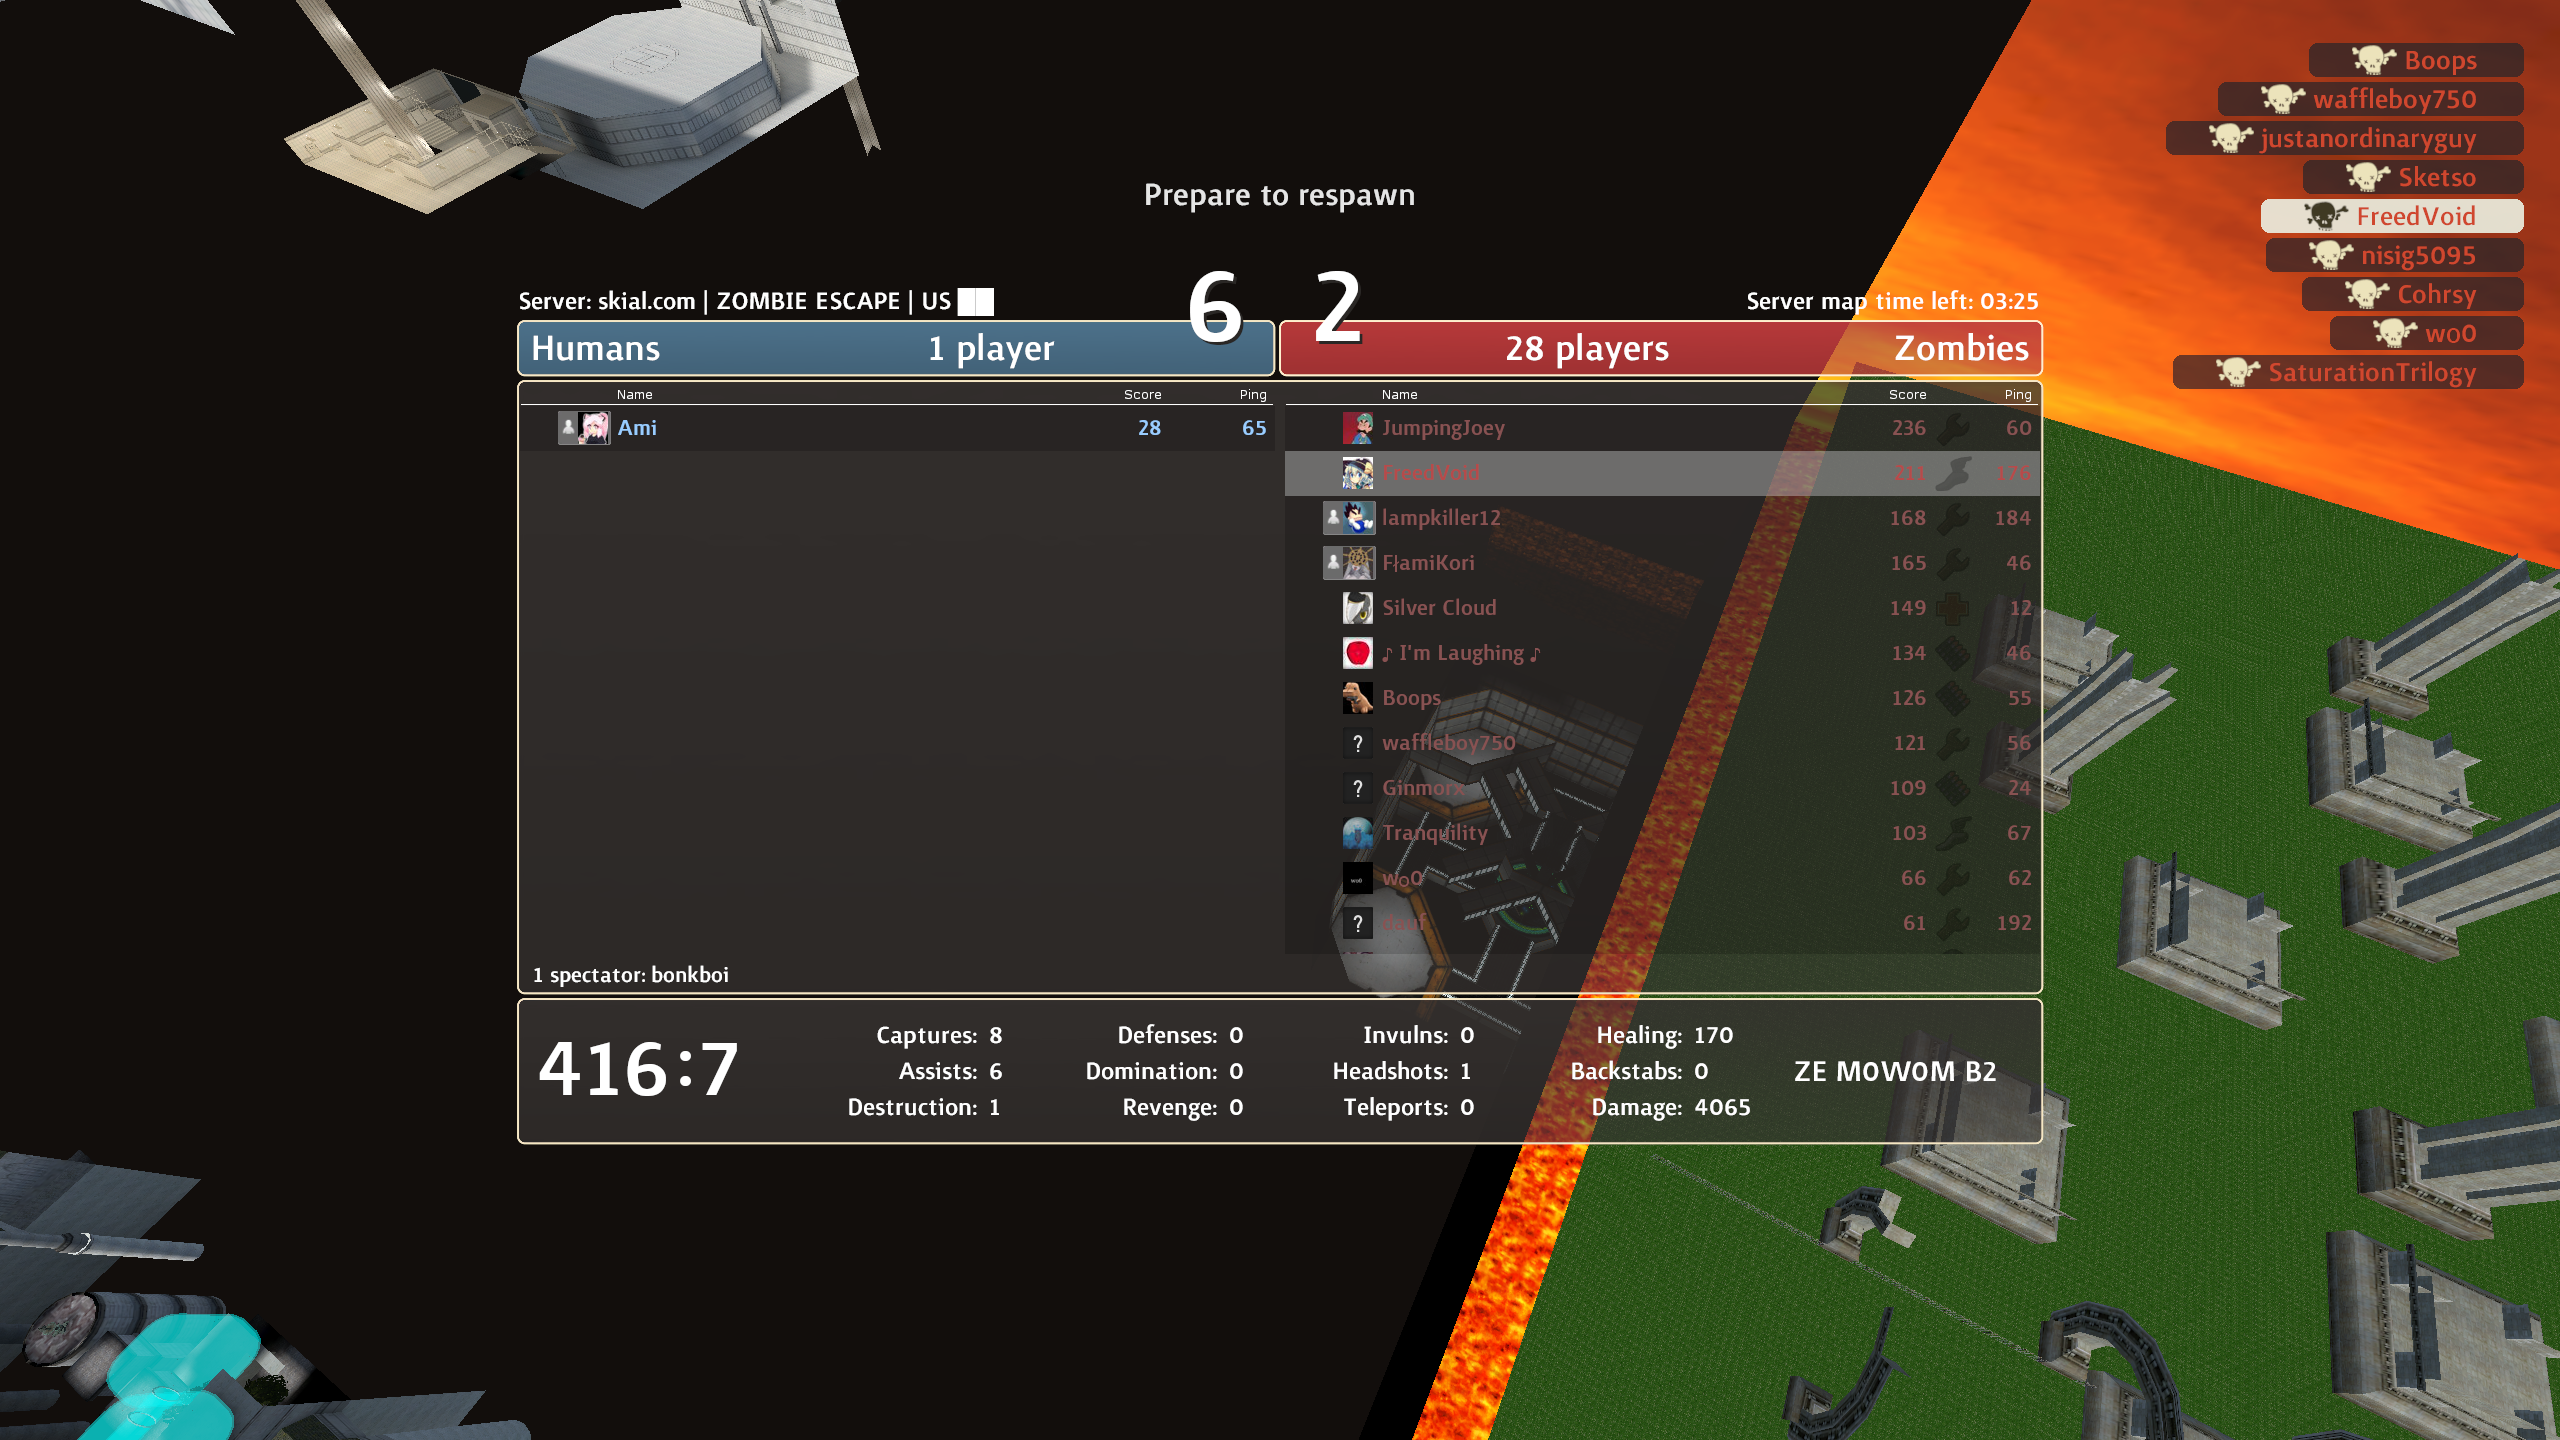 Boops
waffleboy750
justanordinaryguy
Sketso
FreedVoid
nisig5095
Cohrsy
wo0
SaturationTrilogy
Prepare to respawn
Server: skial.com | ZOMBIE ESCAPE | US
6 2
Server map time left: 03:25
Humans 1 player
28 players Zombies
Name Score Ping
Ami 28 65
Name Score Ping
JumpingJoey 236 60
FreedVoid 211 176
lampkiller12 168 184
FłamiKori 165 46
Silver Cloud 149 12
♪ I'm Laughing ♪ 134 46
Boops 126 55
? waffleboy750 121 56
? Ginmorx 109 24
Tranquility 103 67
wo0 66 62
? 61 192
1 spectator: bonkboi
416:7
Captures: 8 Defenses: 0 Invulns: 0 Healing: 170
Assists: 6 Domination: 0 Headshots: 1 Backstabs: 0
Destruction: 1 Revenge: 0 Teleports: 0 Damage: 4065
ZE M0W0M B2